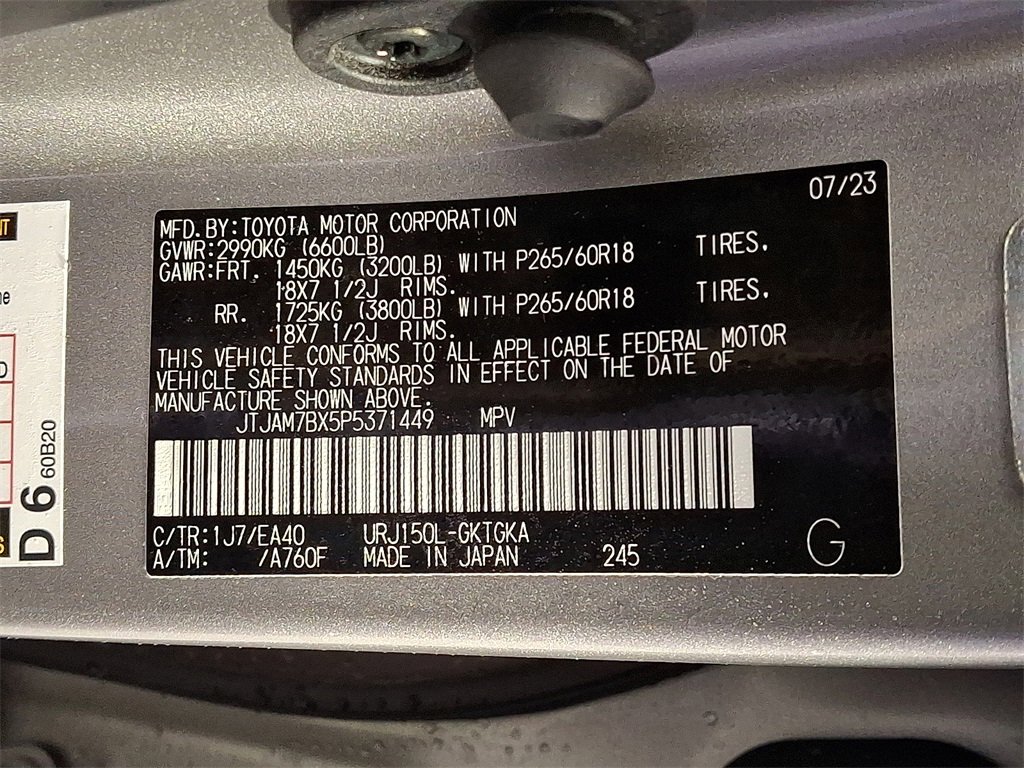 07/23
MFD. BY: TOYOTA MOTOR CORPORATION
GVWR: 2990KG (6600LB)
GAWR: FRT. 1450KG (3200LB) WITH P265/60R18 TIRES,
18X7 1/2J RIMS.
RR. 1725KG (3800LB) WITH P265/60R18 TIRES,
18X7 1/2J RIMS.
THIS VEHICLE CONFORMS TO ALL APPLICABLE FEDERAL MOTOR
VEHICLE SAFETY STANDARDS IN EFFECT ON THE DATE OF
MANUFACTURE SHOWN ABOVE.
JTJAM7BX5P5371449 MPV
C/TR: 1J7/EA40 URJ150L-GKTGKA
A/TM: /A760F MADE IN JAPAN 245 G
D 6 60B20